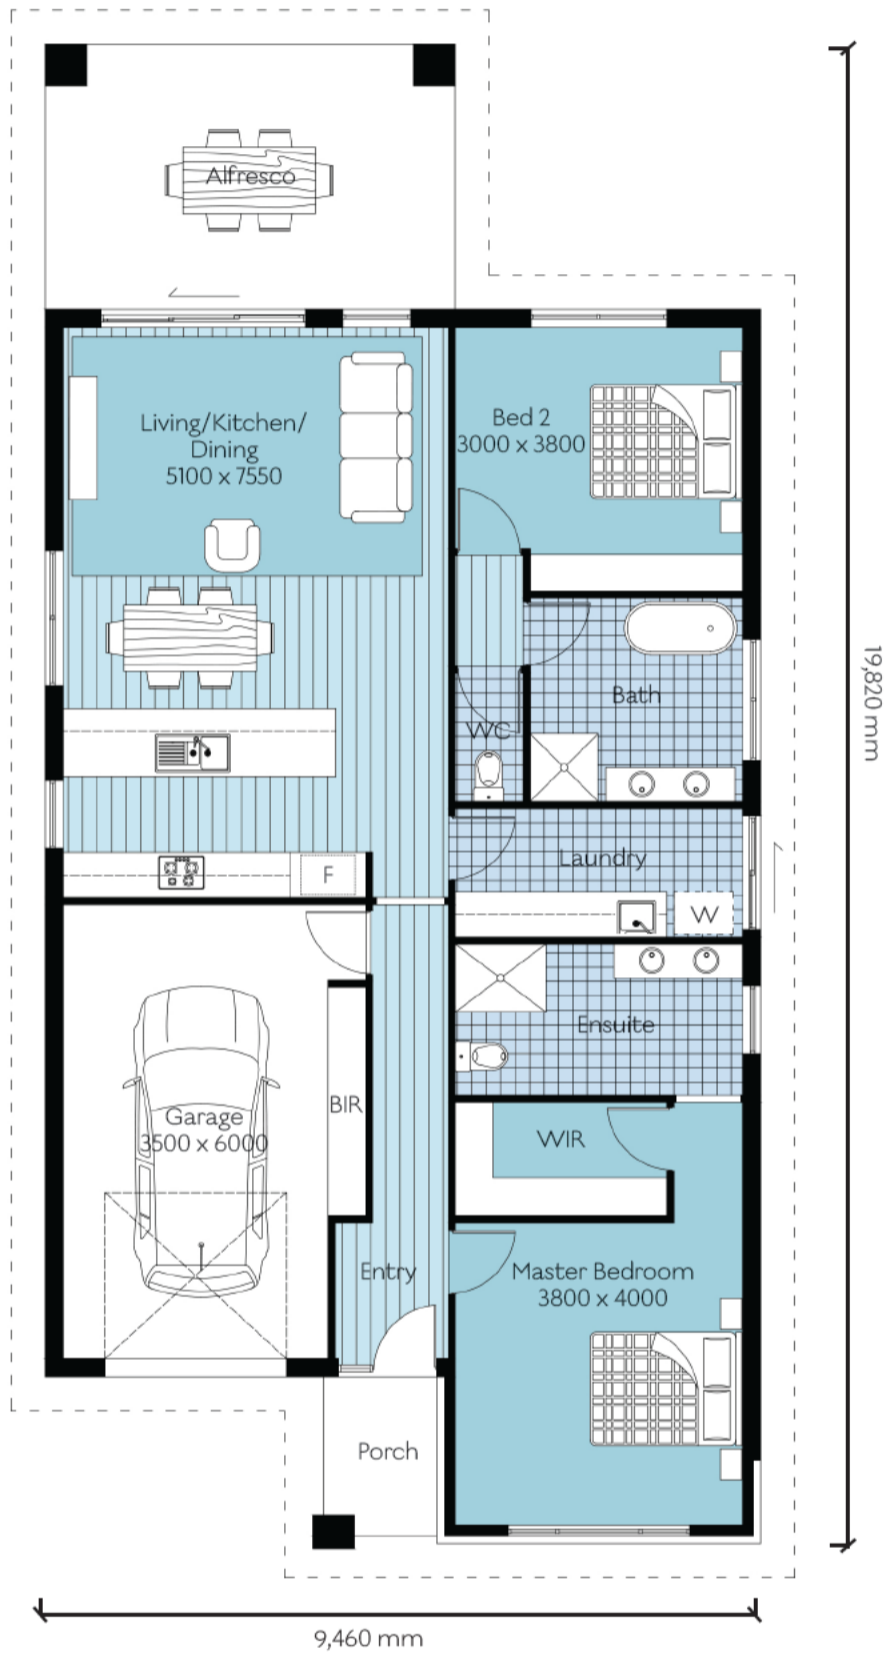 Alfresco
Living/Kitchen/
Dining
5100 x 7550
Bed 2
3000 x 3800
Bath
WC
Laundry
F
W
Ensuite
BIR
Garage
3500 x 6000
WIR
Entry
Master Bedroom
3800 x 4000
Porch
19,820 mm
9,460 mm